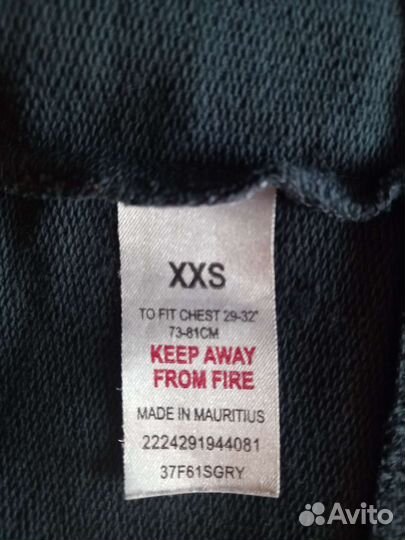 XXS
TO FIT CHEST 29-32"
73-81CM
KEEP AWAY
FROM FIRE
MADE IN MAURITIUS
2224291944081
37F61SGRY
Avito